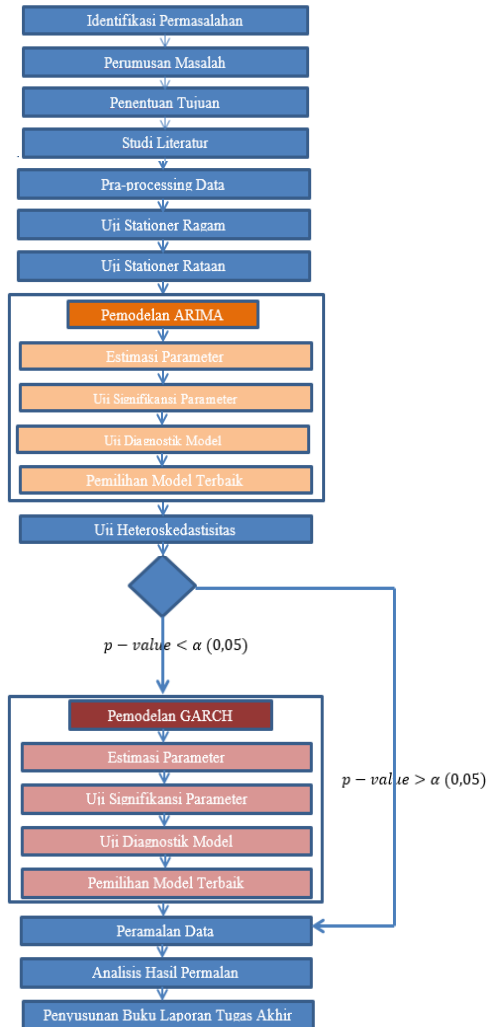 Identifikasi Permasalahan
Perumusan Masalah
Penentuan Tujuan
Studi Literatur
Pra-processing Data
Uji Stationer Ragam
Uji Stationer Rataan
Pemodelan ARIMA
Estimasi Parameter
Uji Signifikansi Parameter
Uji Diagnostik Model
Pemilihan Model Terbaik
Uji Heteroskedastisitas
p − value < α (0,05)
Pemodelan GARCH
Estimasi Parameter
p − value > α (0,05)
Uji Signifikansi Parameter
Uji Diagnostik Model
Pemilihan Model Terbaik
Peramalan Data
Analisis Hasil Permalan
Penyusunan Buku Laporan Tugas Akhir